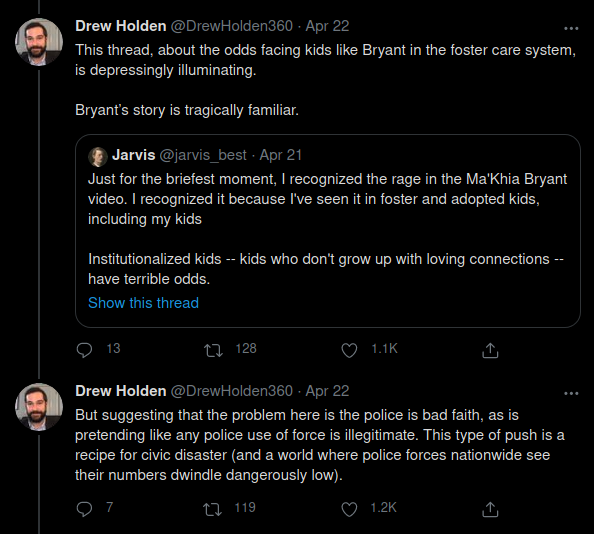 Drew Holden @DrewHolden360 · Apr 22
This thread, about the odds facing kids like Bryant in the foster care system,
is depressingly illuminating.
Bryant’s story is tragically familiar.
Jarvis @jarvis_best · Apr 21
Just for the briefest moment, I recognized the rage in the Ma'Khia Bryant
video. I recognized it because I've seen it in foster and adopted kids,
including my kids
Institutionalized kids -- kids who don't grow up with loving connections --
have terrible odds.
Show this thread
13 128 1.1K
Drew Holden @DrewHolden360 · Apr 22
But suggesting that the problem here is the police is bad faith, as is
pretending like any police use of force is illegitimate. This type of push is a
recipe for civic disaster (and a world where police forces nationwide see
their numbers dwindle dangerously low).
7 119 1.2K